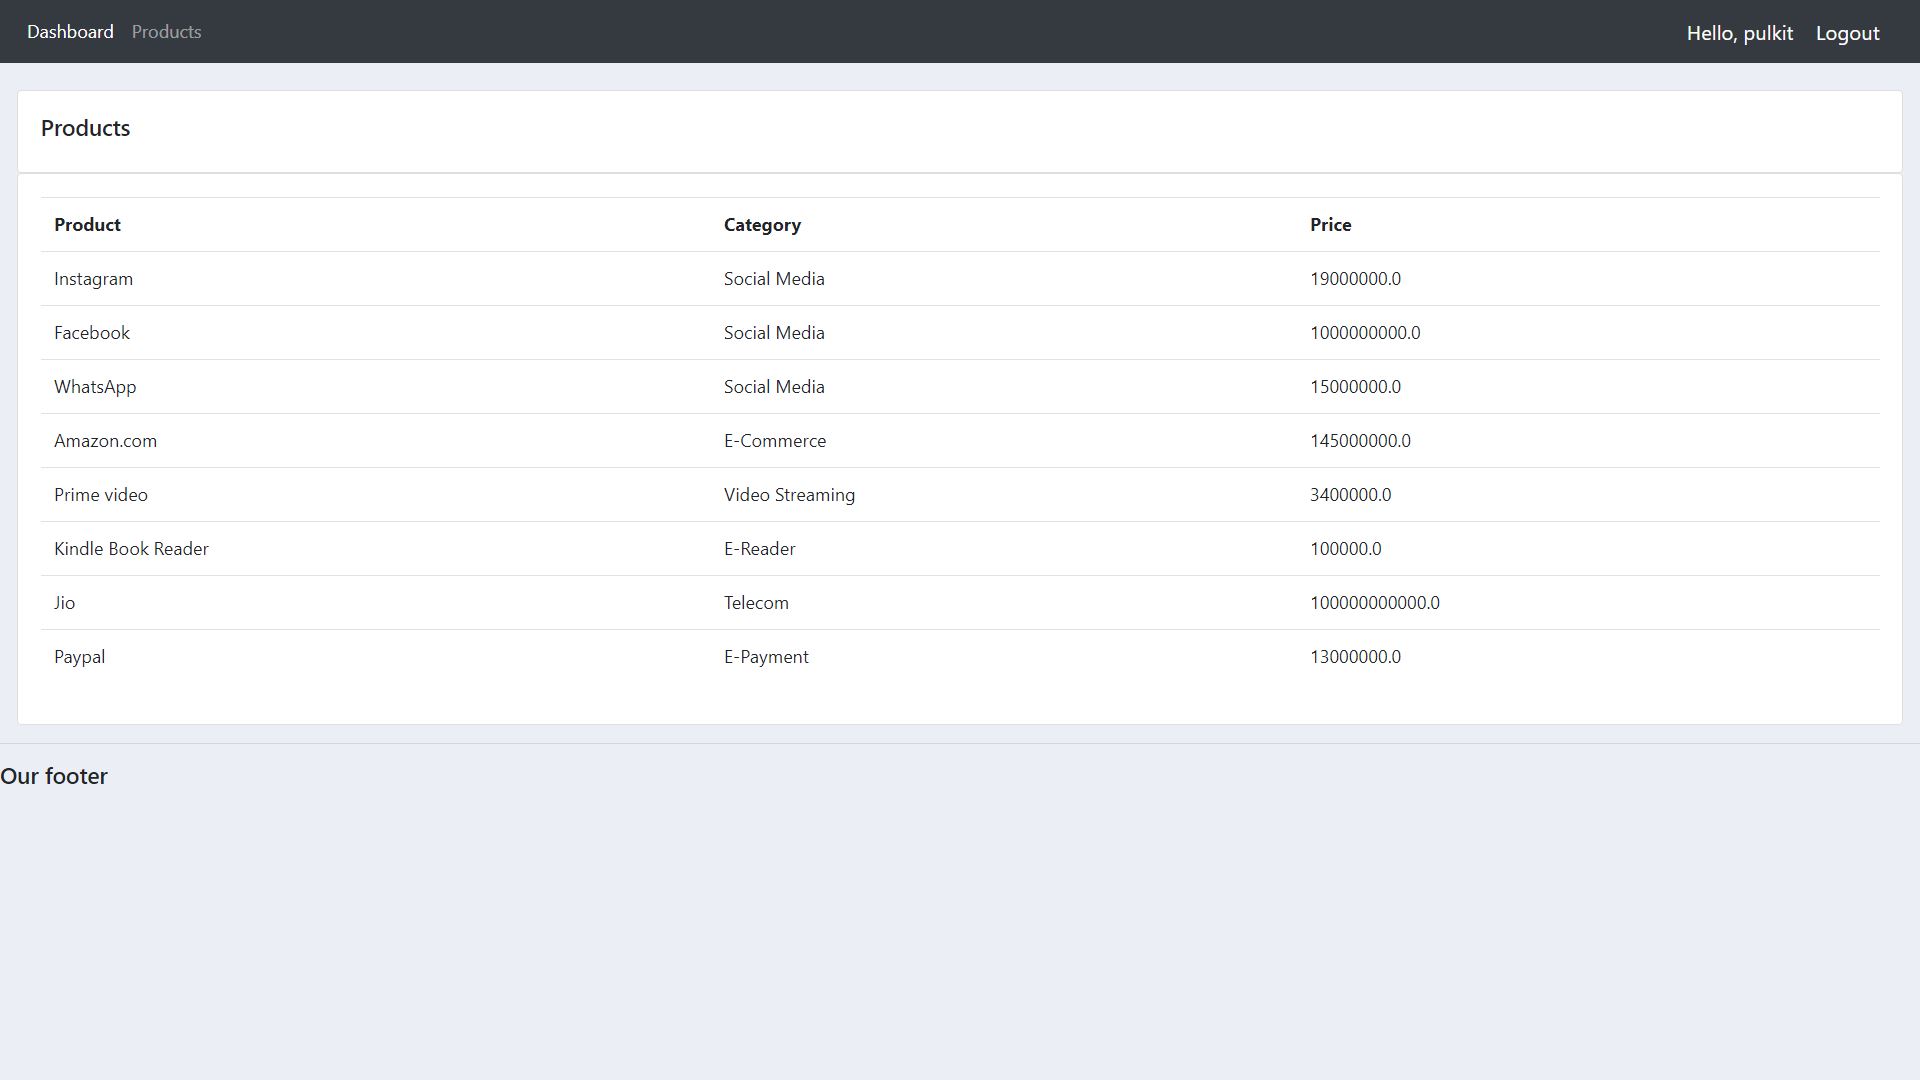 Dashboard Products Hello, pulkit Logout
Products
Product Category Price
Instagram Social Media 19000000.0
Facebook Social Media 1000000000.0
WhatsApp Social Media 15000000.0
Amazon.com E-Commerce 145000000.0
Prime video Video Streaming 3400000.0
Kindle Book Reader E-Reader 100000.0
Jio Telecom 100000000000.0
Paypal E-Payment 13000000.0
Our footer